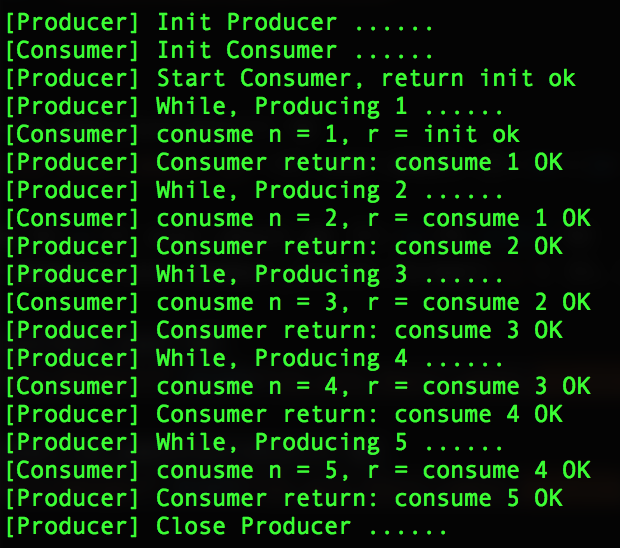 [Producer] Init Producer ......
[Consumer] Init Consumer ......
[Producer] Start Consumer, return init ok
[Producer] While, Producing 1 ......
[Consumer] conusme n = 1, r = init ok
[Producer] Consumer return: consume 1 OK
[Producer] While, Producing 2 ......
[Consumer] conusme n = 2, r = consume 1 OK
[Producer] Consumer return: consume 2 OK
[Producer] While, Producing 3 ......
[Consumer] conusme n = 3, r = consume 2 OK
[Producer] Consumer return: consume 3 OK
[Producer] While, Producing 4 ......
[Consumer] conusme n = 4, r = consume 3 OK
[Producer] Consumer return: consume 4 OK
[Producer] While, Producing 5 ......
[Consumer] conusme n = 5, r = consume 4 OK
[Producer] Consumer return: consume 5 OK
[Producer] Close Producer ......